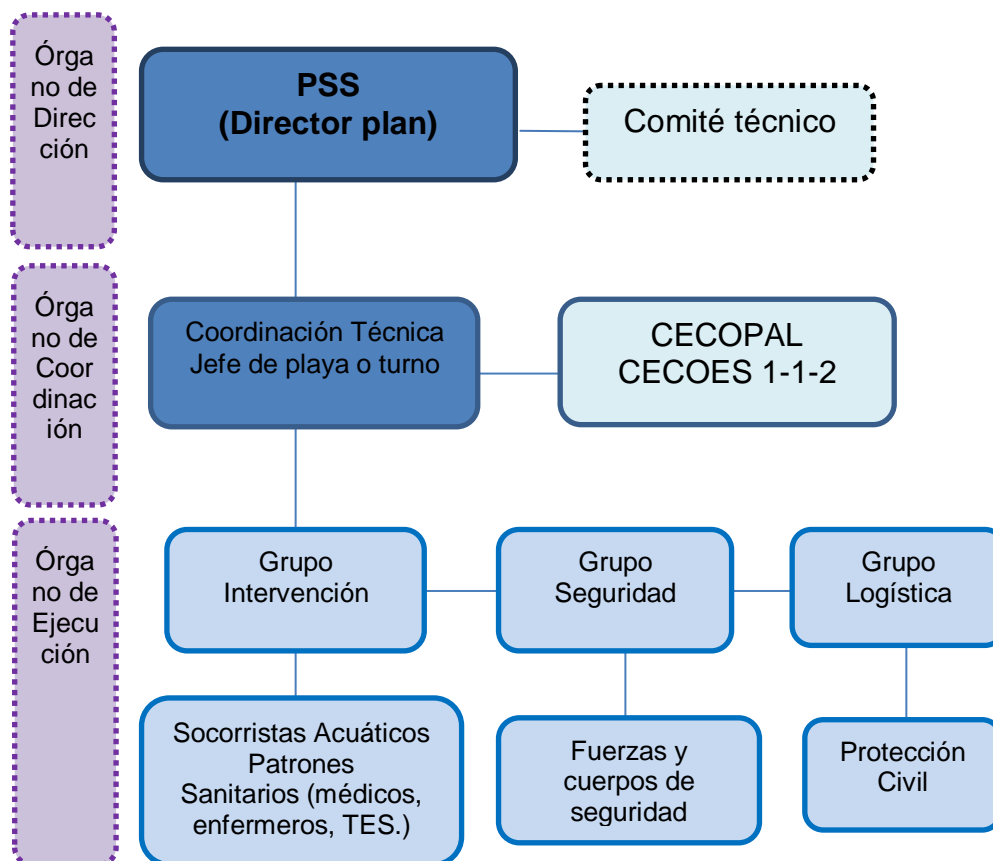 Órga
no de
Direc
ción
PSS
(Director plan)
Comité técnico
Órga
no de
Coor
dinac
ión
Coordinación Técnica
Jefe de playa o turno
CECOPAL
CECOES 1-1-2
Órga
no de
Ejecu
ción
Grupo
Intervención
Grupo
Seguridad
Grupo
Logística
Socorristas Acuáticos
Patrones
Sanitarios (médicos,
enfermeros, TES.)
Fuerzas y
cuerpos de
seguridad
Protección
Civil